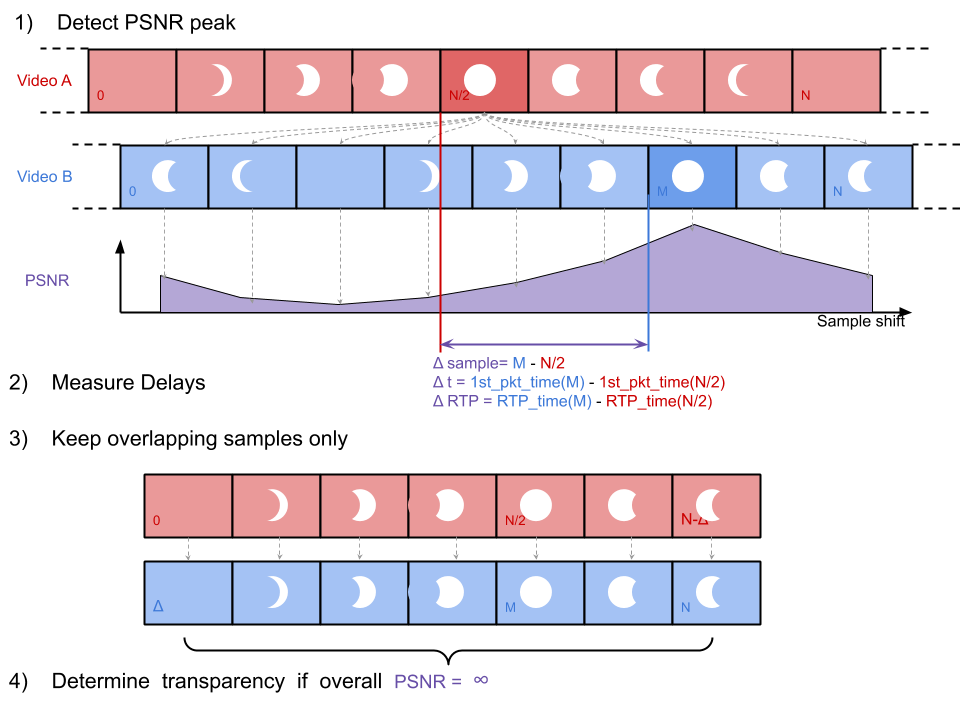 1) Detect PSNR peak
Video A
0
N/2
N
Video B
0
M
N
PSNR
Sample shift
Δ sample= M - N/2
Δ t = 1st_pkt_time(M) - 1st_pkt_time(N/2)
Δ RTP = RTP_time(M) - RTP_time(N/2)
2) Measure Delays
3) Keep overlapping samples only
0
N/2
N-Δ
Δ
M
N
4) Determine transparency if overall PSNR = ∞